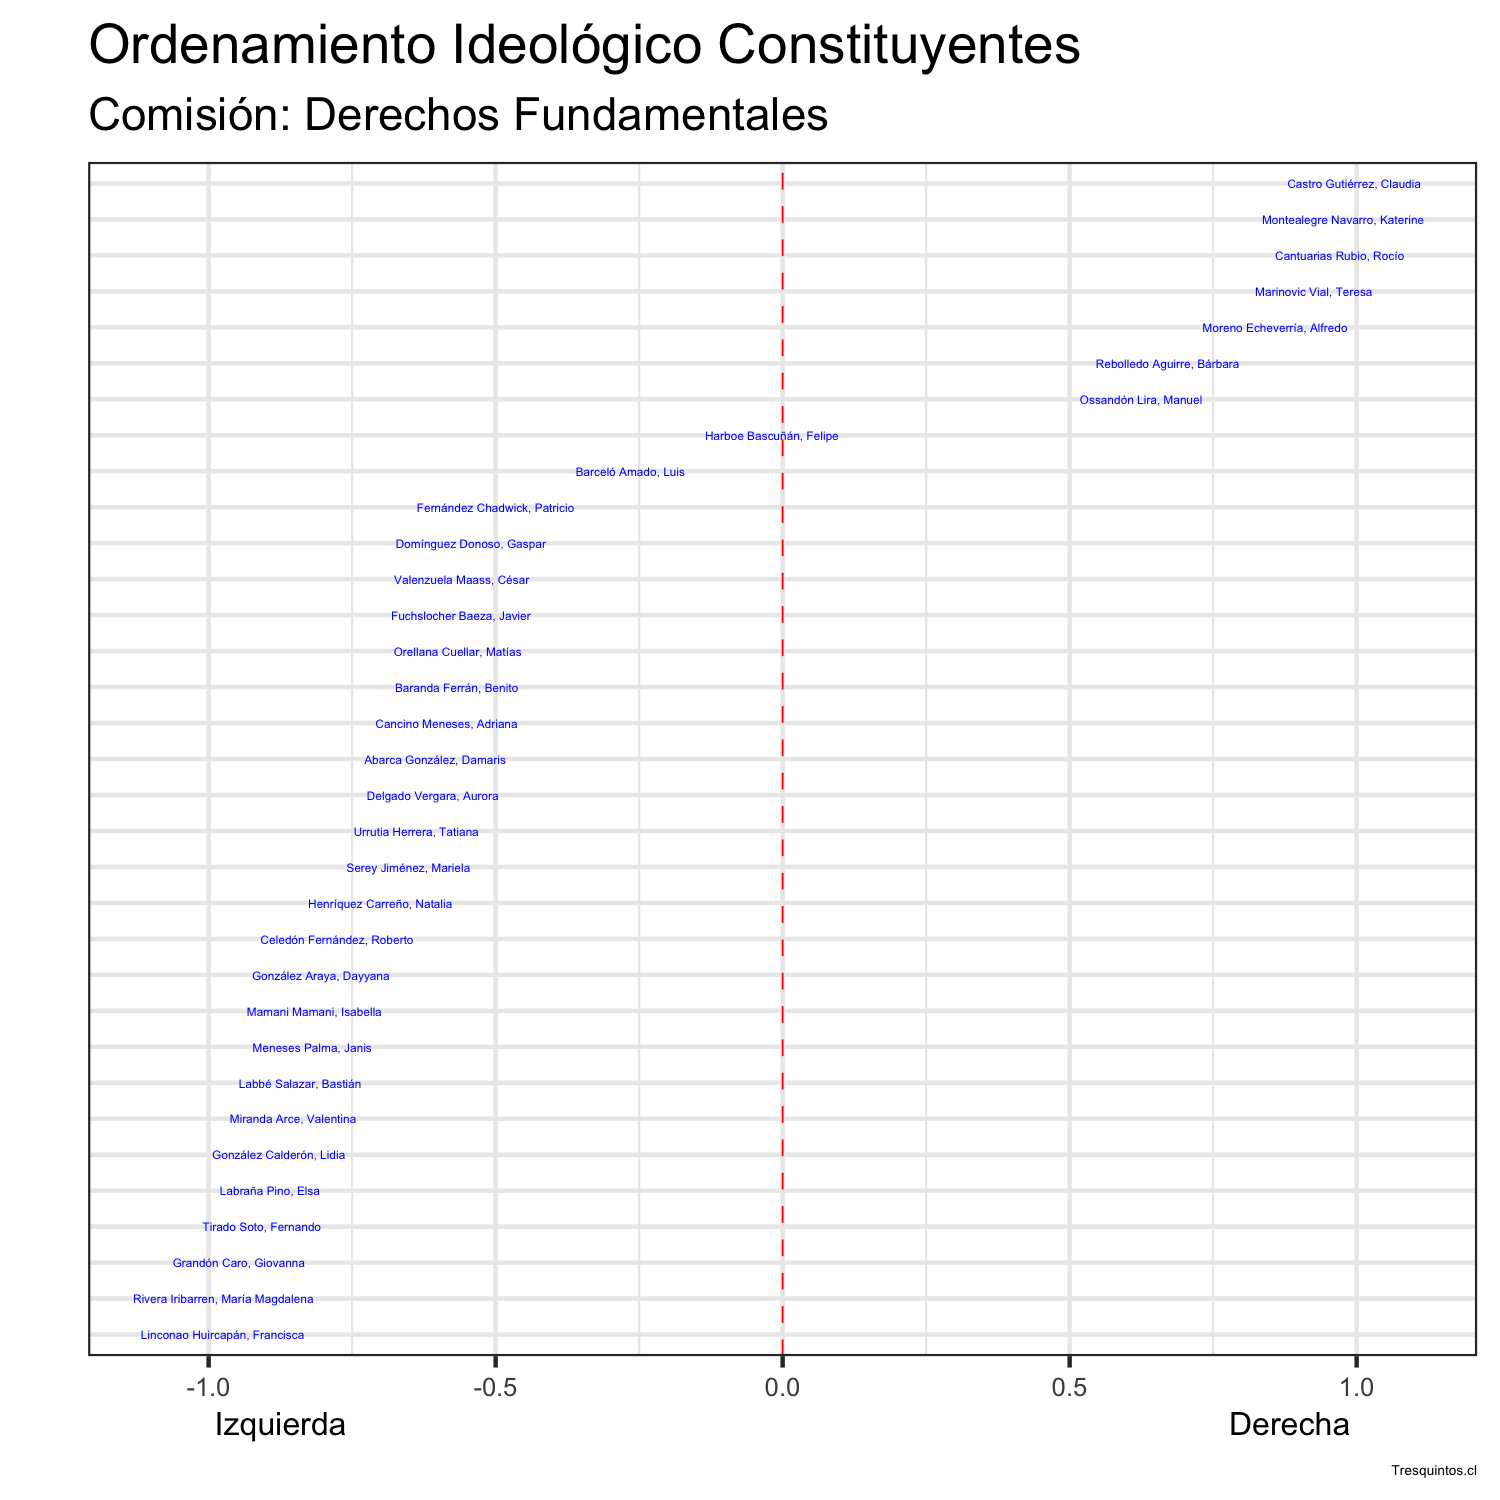 Ordenamiento Ideológico Constituyentes
Comisión: Derechos Fundamentales
Castro Gutiérrez, Claudia
Montealegre Navarro, Katerine
Cantuarias Rubio, Rocío
Marinovic Vial, Teresa
Moreno Echeverría, Alfredo
Rebolledo Aguirre, Bárbara
Ossandón Lira, Manuel
Harboe Bascuñán, Felipe
Barceló Amado, Luis
Fernández Chadwick, Patricio
Domínguez Donoso, Gaspar
Valenzuela Maass, César
Fuchslocher Baeza, Javier
Orellana Cuellar, Matías
Baranda Ferrán, Benito
Cancino Meneses, Adriana
Abarca González, Damaris
Delgado Vergara, Aurora
Urrutia Herrera, Tatiana
Serey Jiménez, Mariela
Henríquez Carreño, Natalia
Celedón Fernández, Roberto
González Araya, Dayyana
Mamani Mamani, Isabella
Meneses Palma, Janis
Labbé Salazar, Bastián
Miranda Arce, Valentina
González Calderón, Lidia
Labraña Pino, Elsa
Tirado Soto, Fernando
Grandón Caro, Giovanna
Rivera Iribarren, María Magdalena
Linconao Huircapán, Francisca
-1.0 -0.5 0.0 0.5 1.0
Izquierda Derecha
Tresquintos.cl